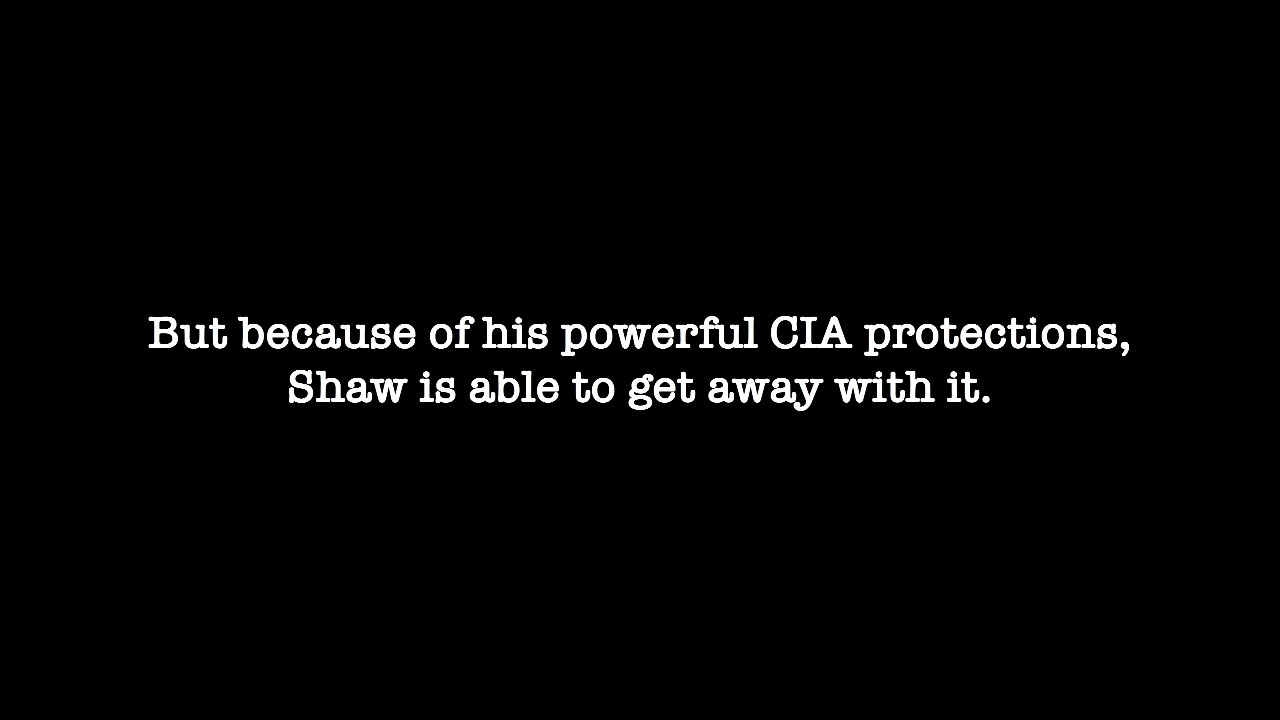 But because of his powerful CIA protections,
Shaw is able to get away with it.